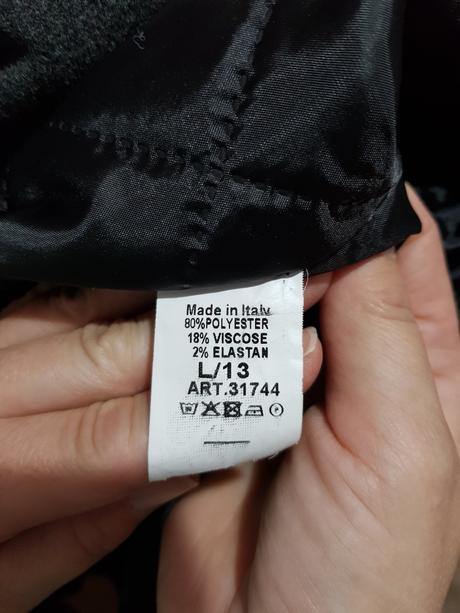 Made in Italy
80%POLYESTER
18% VISCOSE
2% ELASTAN
L/13
ART.31744
P